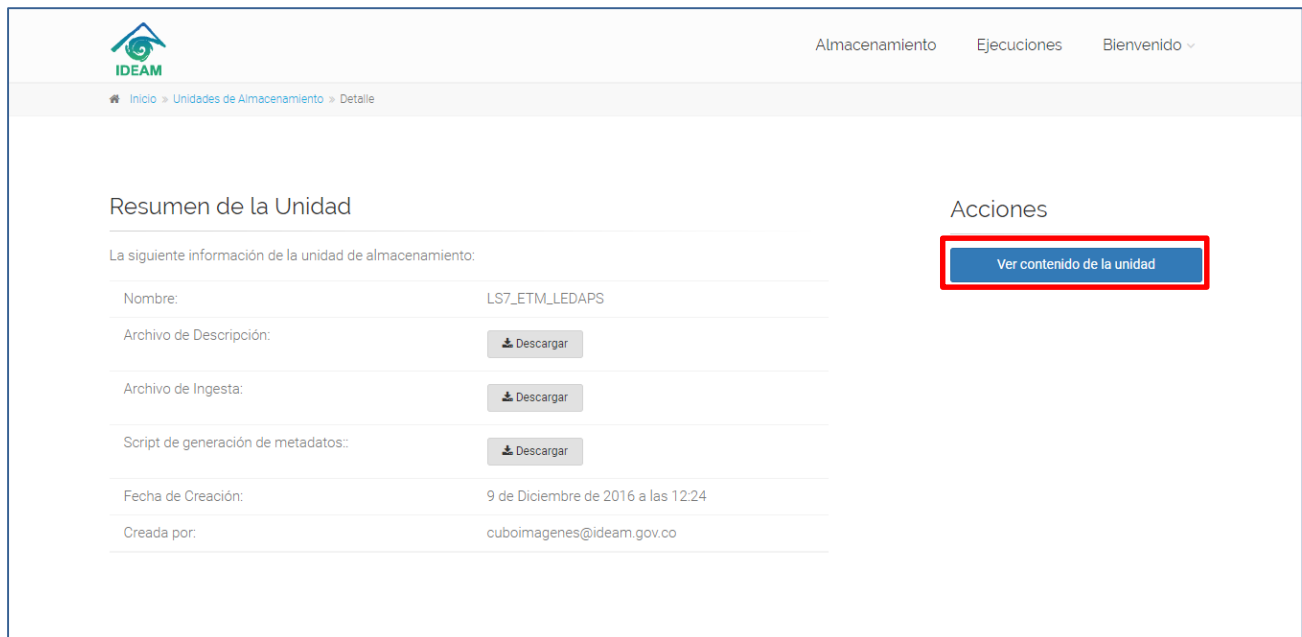 IDEAM
Almacenamiento Ejecuciones Bienvenido
Inicio » Unidades de Almacenamiento » Detalle
Resumen de la Unidad
La siguiente información de la unidad de almacenamiento:
Nombre: LS7_ETM_LEDAPS
Archivo de Descripción: Descargar
Archivo de Ingesta: Descargar
Script de generación de metadatos:: Descargar
Fecha de Creación: 9 de Diciembre de 2016 a las 12:24
Creada por: cuboimagenes@ideam.gov.co
Acciones
Ver contenido de la unidad